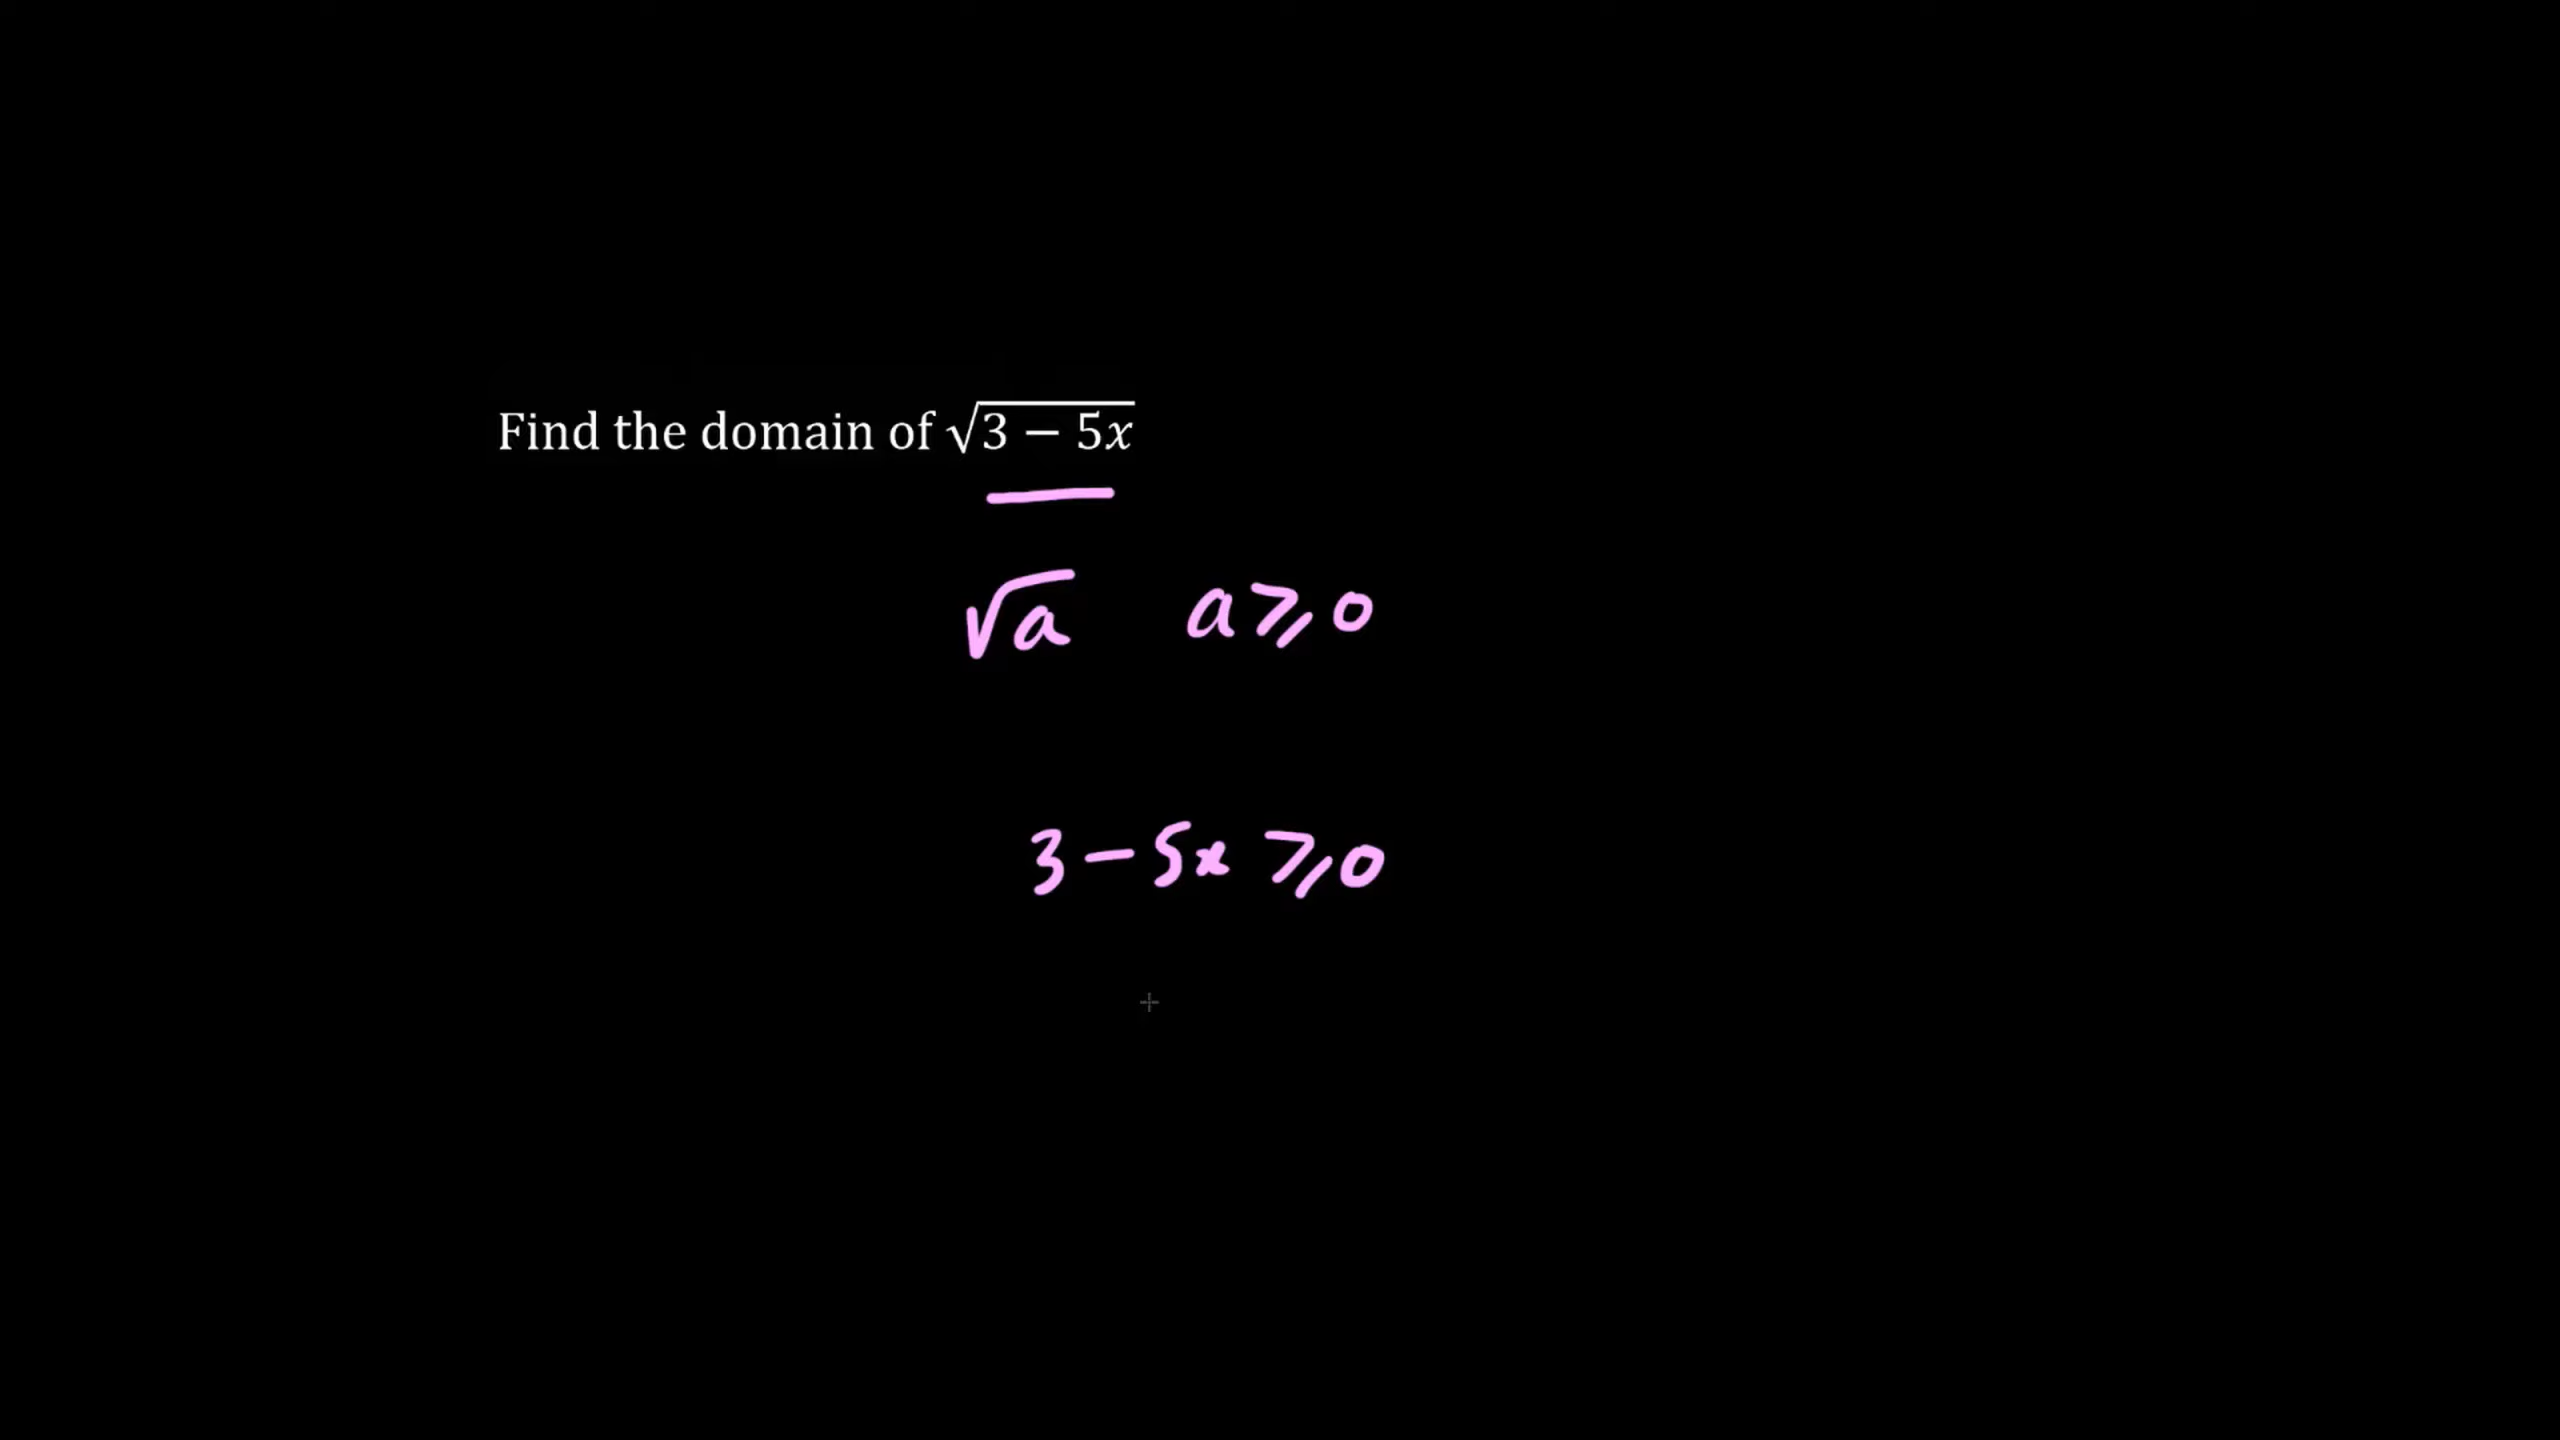 Find the domain of √(3 − 5x)
√a a ⩾ 0
3 − 5x ⩾ 0